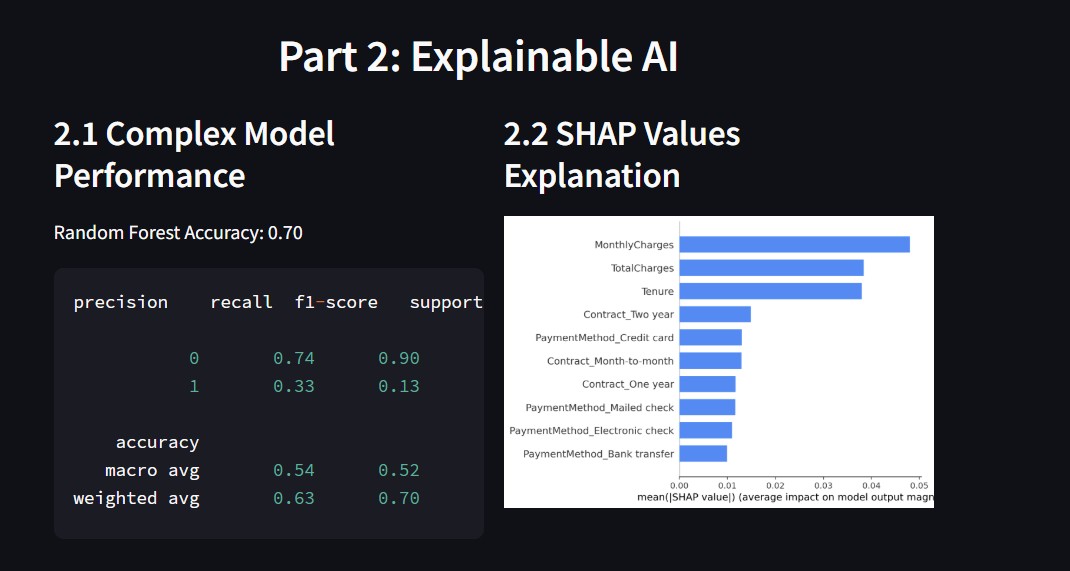 Part 2: Explainable AI
2.1 Complex Model
Performance
Random Forest Accuracy: 0.70
precision    recall  f1-score   support
0       0.74      0.90
1       0.33      0.13
accuracy
macro avg       0.54      0.52
weighted avg       0.63      0.70
2.2 SHAP Values
Explanation
MonthlyCharges
TotalCharges
Tenure
Contract_Two year
PaymentMethod_Credit card
Contract_Month-to-month
Contract_One year
PaymentMethod_Mailed check
PaymentMethod_Electronic check
PaymentMethod_Bank transfer
0.00 0.01 0.02 0.03 0.04 0.05
mean(|SHAP value|) (average impact on model output magn